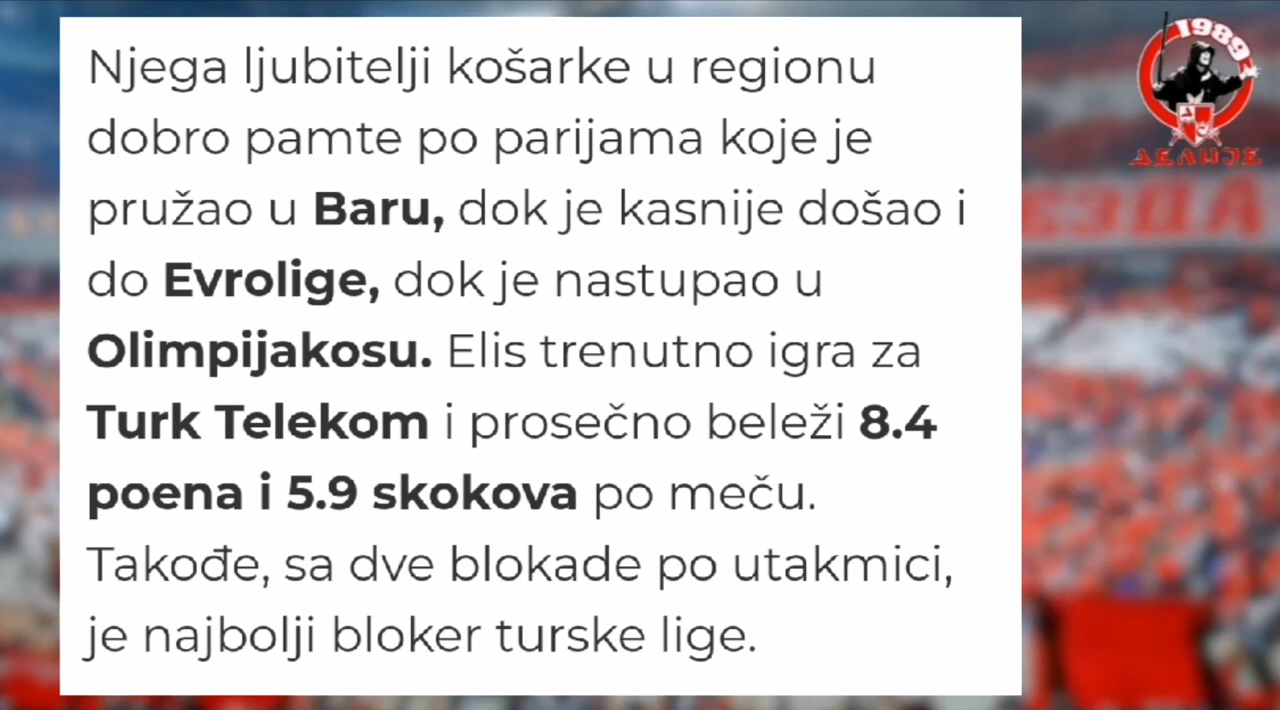 Njega ljubitelji košarke u regionu
dobro pamte po parijama koje je
pružao u Baru, dok je kasnije došao i
do Evrolige, dok je nastupao u
Olimpijakosu. Elis trenutno igra za
Turk Telekom i prosečno beleži 8.4
poena i 5.9 skokova po meču.
Takođe, sa dve blokade po utakmici,
je najbolji bloker turske lige.
1989
ДЕЛИЈЕ
ЕЗДА